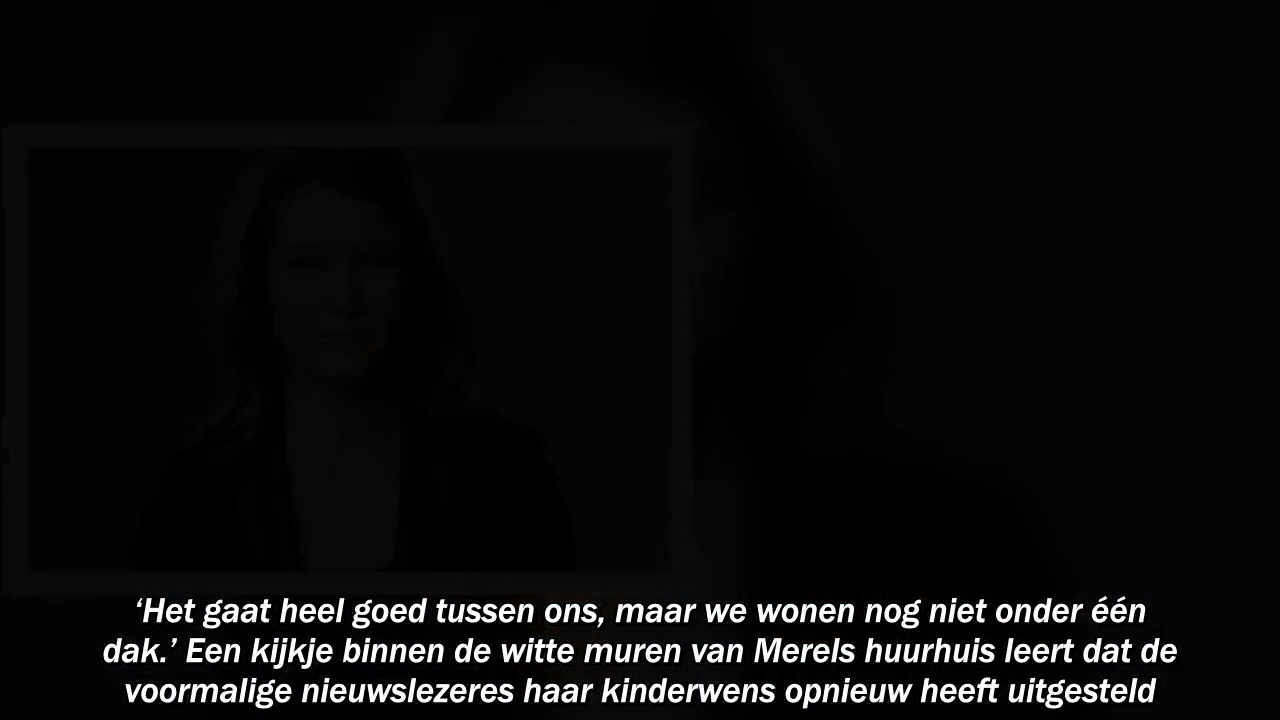 ‘Het gaat heel goed tussen ons, maar we wonen nog niet onder één
dak.’ Een kijkje binnen de witte muren van Merels huurhuis leert dat de
voormalige nieuwslezeres haar kinderwens opnieuw heeft uitgesteld